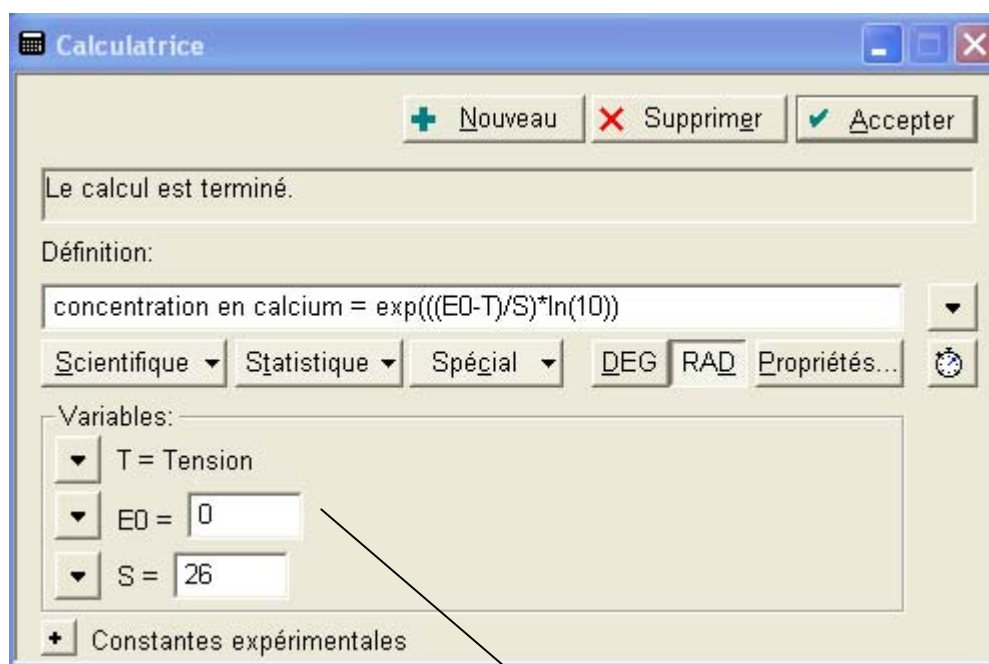 Calculatrice
Nouveau Supprimer Accepter
Le calcul est terminé.
Définition:
concentration en calcium = exp(((E0-T)/S)*ln(10))
Scientifique Statistique Spécial DEG RAD Propriétés...
Variables:
T = Tension
E0 = 0
S = 26
+ Constantes expérimentales